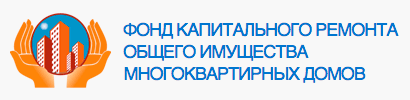 ФОНД КАПИТАЛЬНОГО РЕМОНТА
ОБЩЕГО ИМУЩЕСТВА
МНОГОКВАРТИРНЫХ ДОМОВ